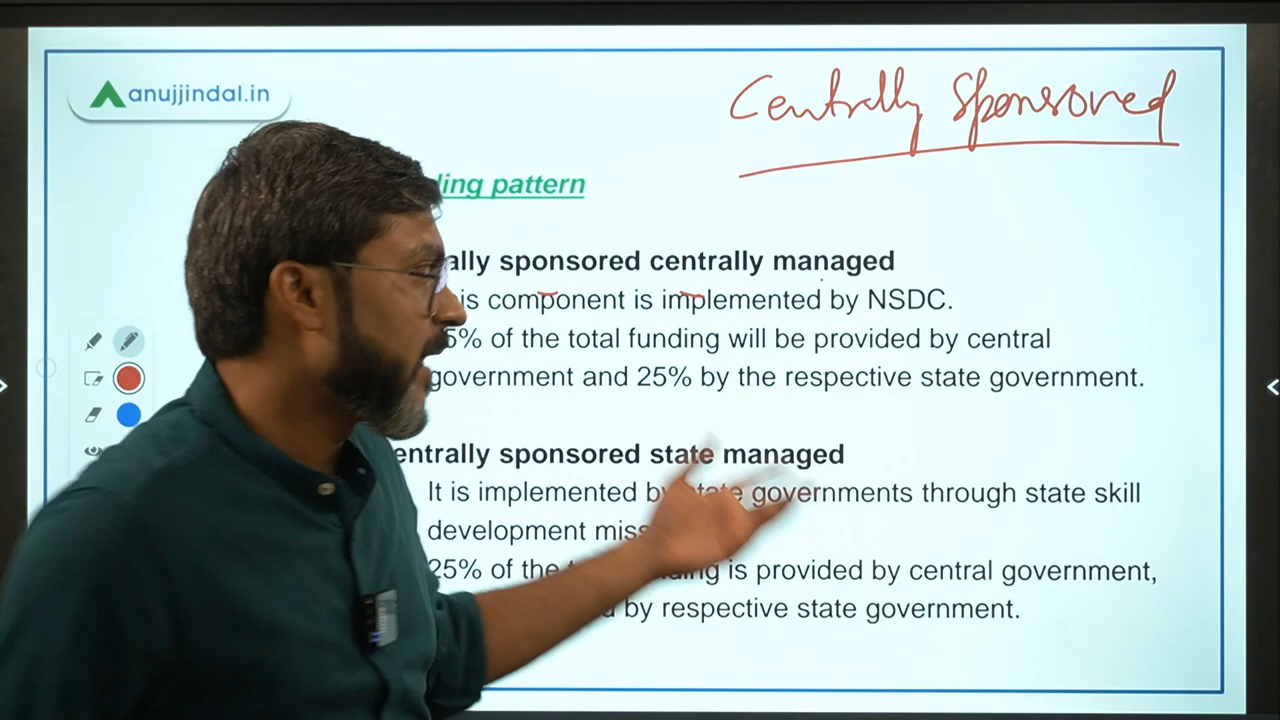 anujjindal.in
Centrally Sponsored
ding pattern
ally sponsored centrally managed
is component is implemented by NSDC.
5% of the total funding will be provided by central
government and 25% by the respective state government.
entrally sponsored state managed
It is implemented by state governments through state skill
development miss
25% of the is provided by central government,
by respective state government.